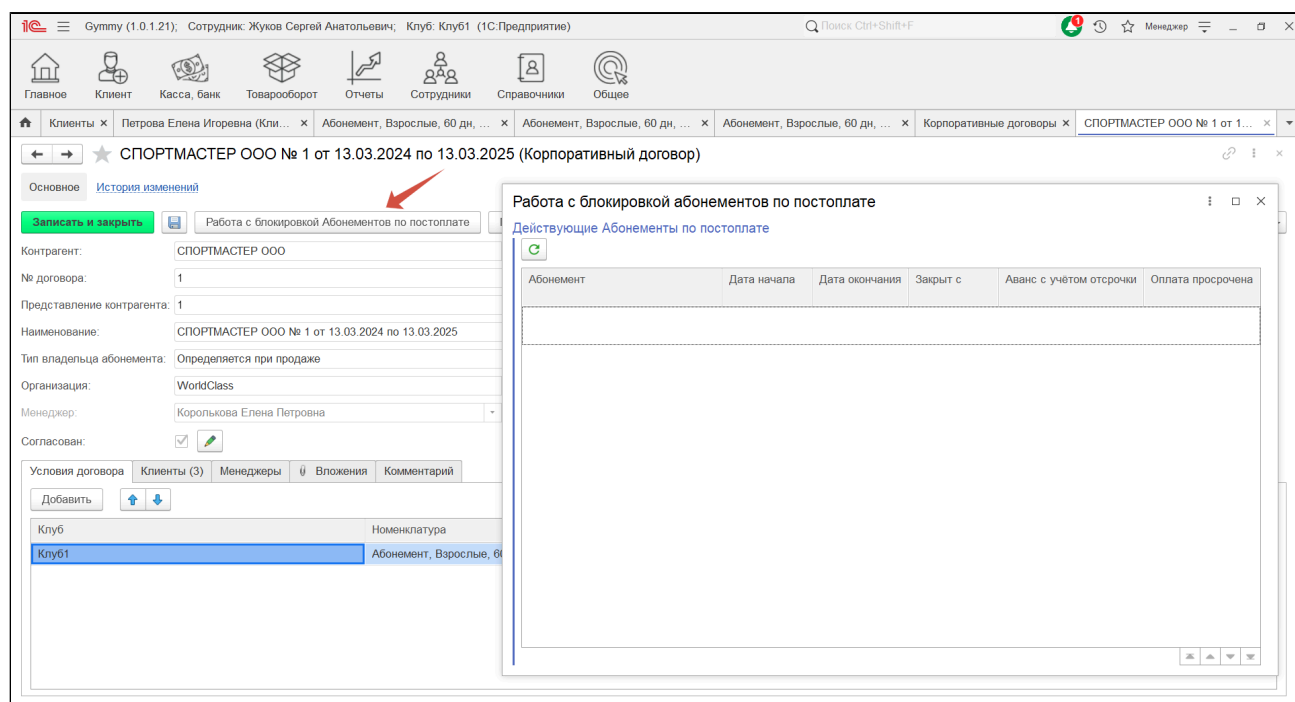 Gymmy (1.0.1.21); Сотрудник: Жуков Сергей Анатольевич; Клуб: Клуб1 (1С:Предприятие)
Поиск Ctrl+Shift+F
1
Менеджер
Главное Клиент Касса, банк Товарооборот Отчеты Сотрудники Справочники Общее
Клиенты Петрова Елена Игоревна (Кли... Абонемент, Взрослые, 60 дн, ... Абонемент, Взрослые, 60 дн, ... Абонемент, Взрослые, 60 дн, ... Корпоративные договоры СПОРТМАСТЕР ООО № 1 от 1...
СПОРТМАСТЕР ООО № 1 от 13.03.2024 по 13.03.2025 (Корпоративный договор)
Основное История изменений
Записать и закрыть Работа с блокировкой Абонементов по постоплате
Контрагент: СПОРТМАСТЕР ООО
№ договора: 1
Представление контрагента: 1
Наименование: СПОРТМАСТЕР ООО № 1 от 13.03.2024 по 13.03.2025
Тип владельца абонемента: Определяется при продаже
Организация: WorldClass
Менеджер: Королькова Елена Петровна
Согласован:
Условия договора Клиенты (3) Менеджеры Вложения Комментарий
Добавить
Клуб Номенклатура
Клуб1 Абонемент, Взрослые, 60
Работа с блокировкой абонементов по постоплате
Действующие Абонементы по постоплате
Абонемент Дата начала Дата окончания Закрыт с Аванс с учётом отсрочки Оплата просрочена